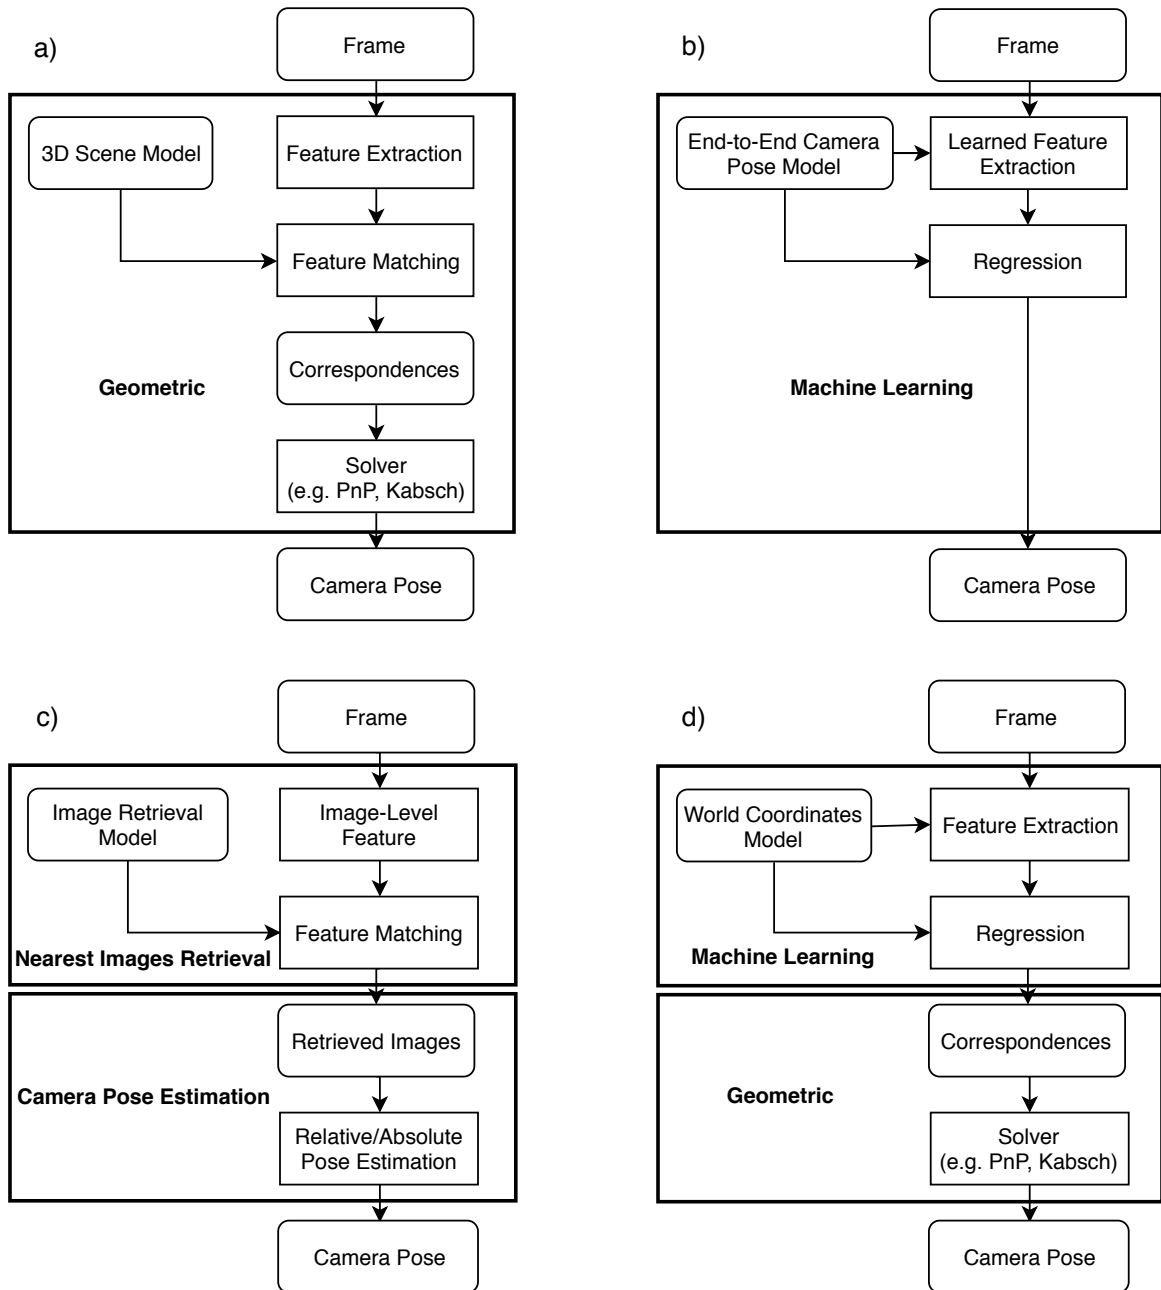 a)
Frame
3D Scene Model
Feature Extraction
Feature Matching
Correspondences
Geometric
Solver
(e.g. PnP, Kabsch)
Camera Pose
b)
Frame
End-to-End Camera
Pose Model
Learned Feature
Extraction
Regression
Machine Learning
Camera Pose
c)
Frame
Image Retrieval
Model
Image-Level
Feature
Feature Matching
Nearest Images Retrieval
Retrieved Images
Camera Pose Estimation
Relative/Absolute
Pose Estimation
Camera Pose
d)
Frame
World Coordinates
Model
Feature Extraction
Regression
Machine Learning
Correspondences
Geometric
Solver
(e.g. PnP, Kabsch)
Camera Pose